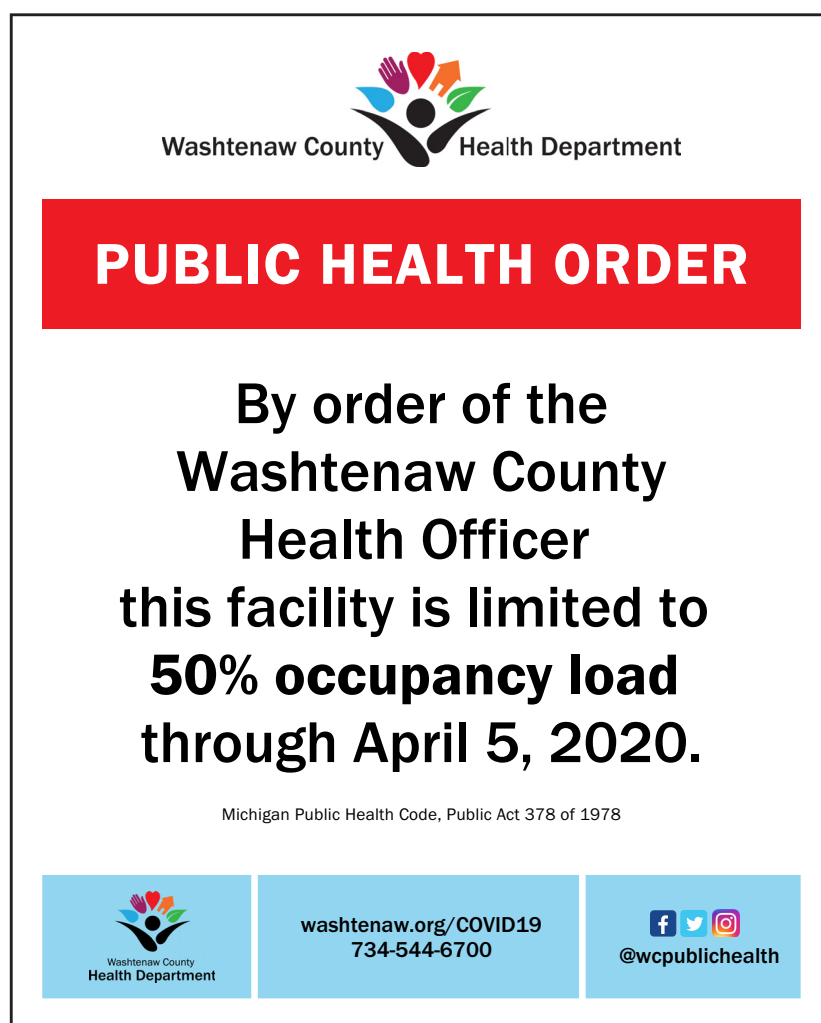 Washtenaw County Health Department
PUBLIC HEALTH ORDER
By order of the
Washtenaw County
Health Officer
this facility is limited to
50% occupancy load
through April 5, 2020.
Michigan Public Health Code, Public Act 378 of 1978
Washtenaw County
Health Department
washtenaw.org/COVID19
734-544-6700
@wcpublichealth